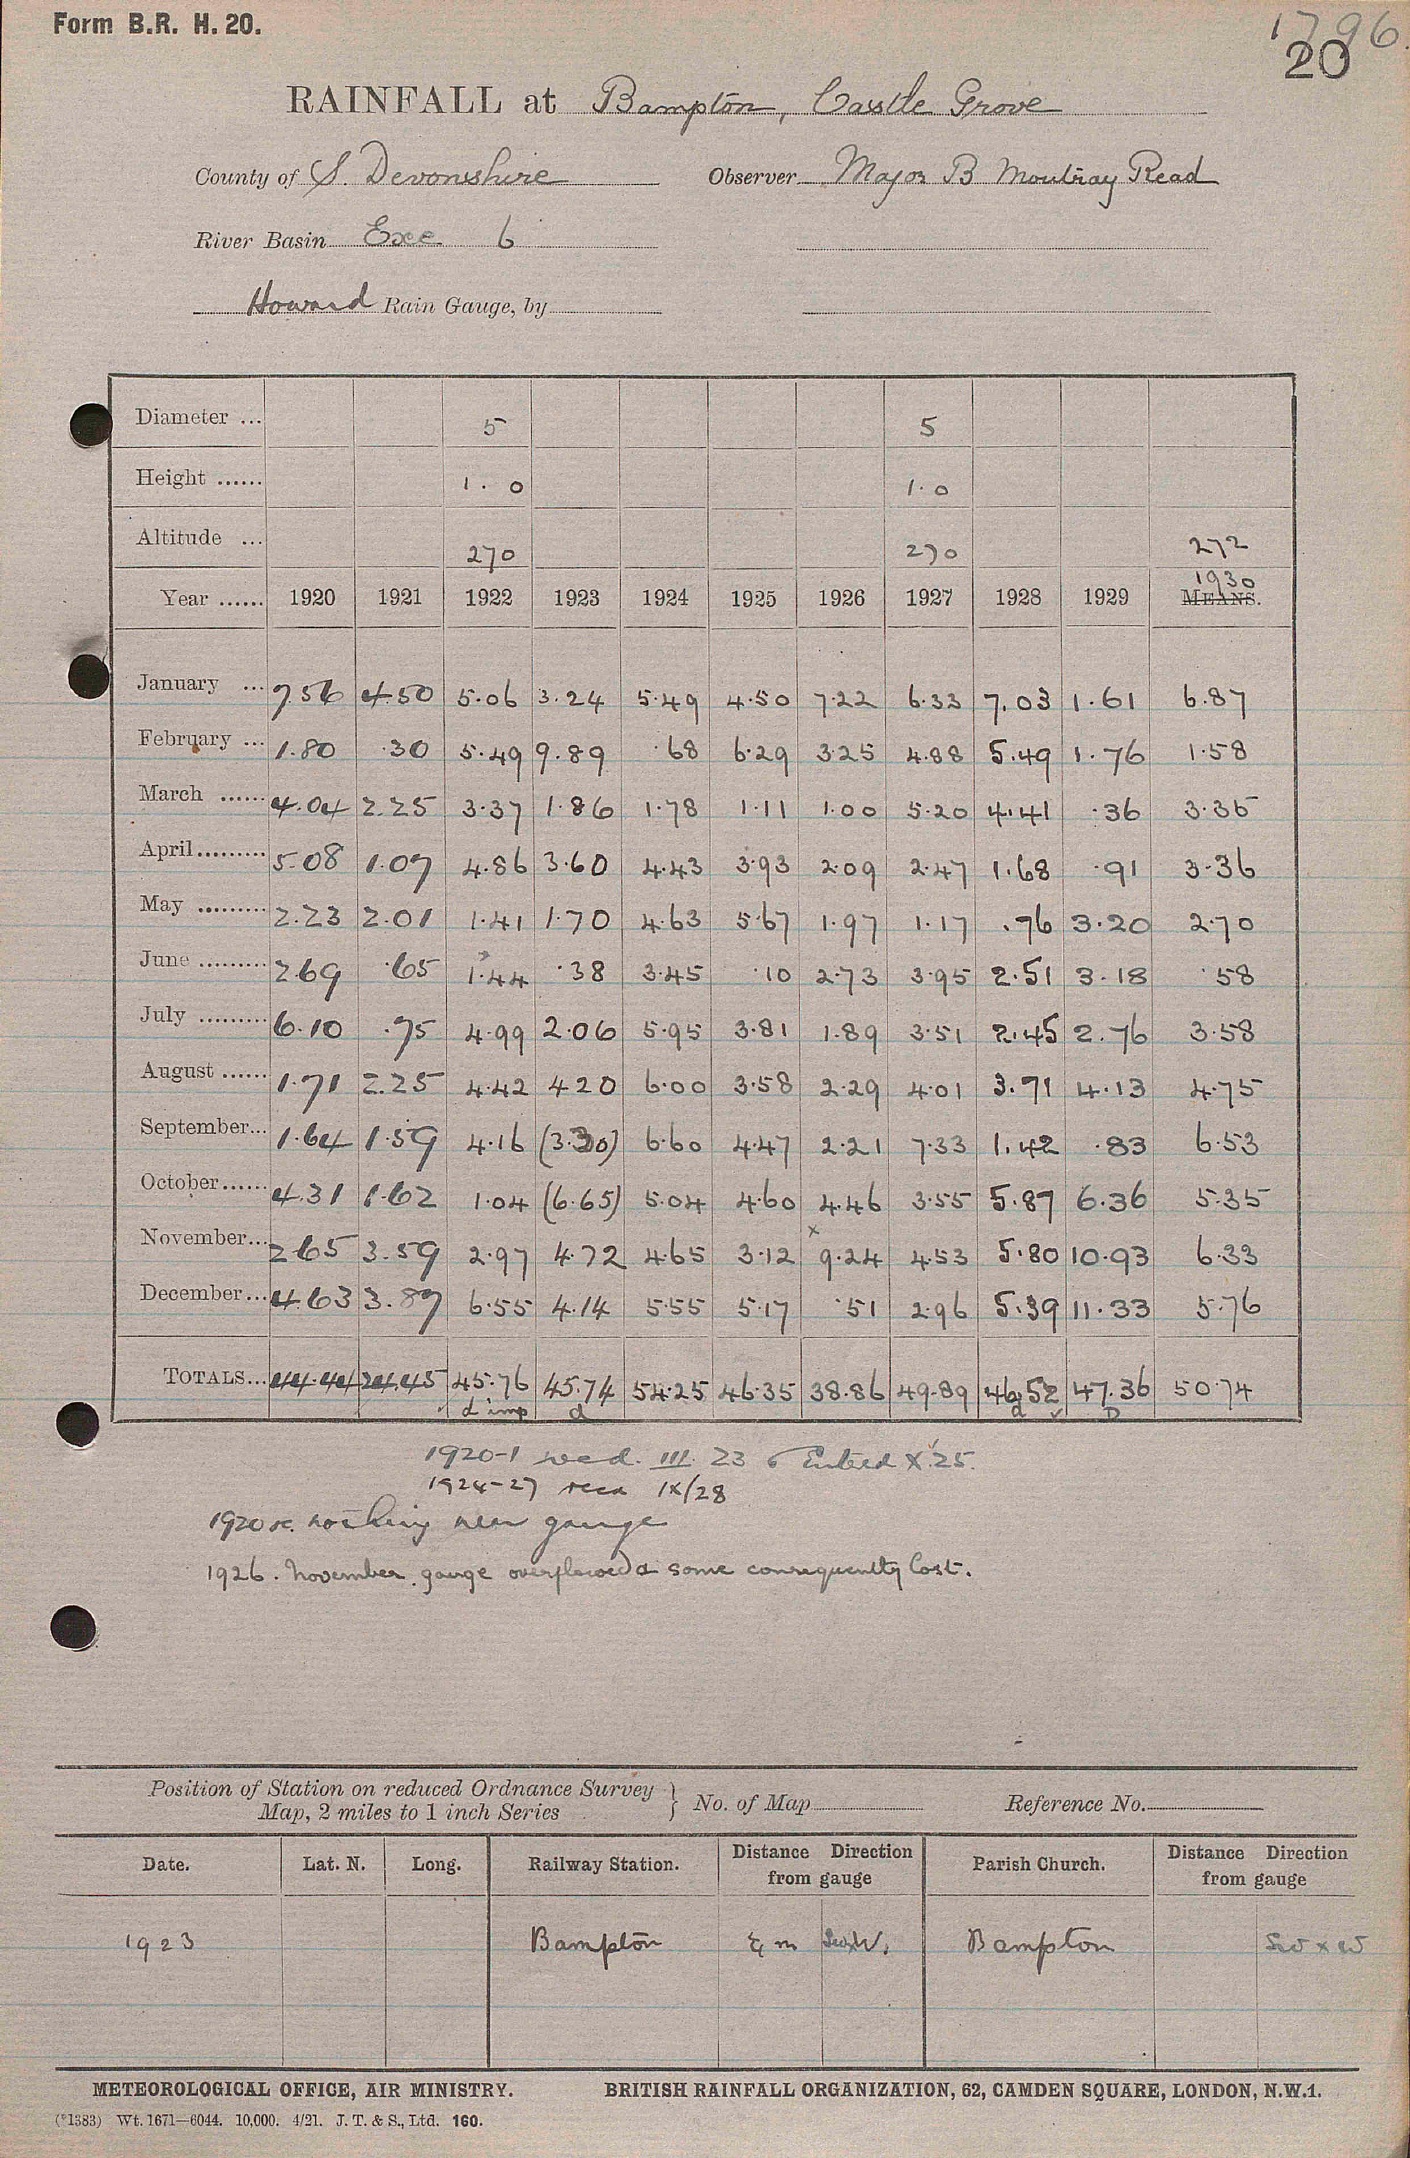 Form B.R. H. 20.
1796.
20
RAINFALL at Bampton, Castle Grove
County of S. Devonshire Observer Major B Moutray Read
River Basin Exe 6
Howard Rain Gauge, by
Diameter ... 5 5
Height ...... 1. 0 1.0
Altitude ... 270 270 272
Year ...... 1920 1921 1922 1923 1924 1925 1926 1927 1928 1929 1930 MEANS.
January ... 7.56 4.50 5.06 3.24 5.49 4.50 7.22 6.33 7.03 1.61 6.87
February ... 1.80 .30 5.49 9.89 .68 6.29 3.25 4.88 5.49 1.76 1.58
March ...... 4.04 2.25 3.37 1.86 1.78 1.11 1.00 5.20 4.41 .36 3.35
April......... 5.08 1.07 4.86 3.60 4.43 3.93 2.09 2.47 1.68 .91 3.36
May ......... 2.23 2.01 1.41 1.70 4.63 5.67 1.97 1.17 .76 3.20 2.70
June ......... 2.69 .65 1.44 .38 3.45 .10 2.73 3.95 2.51 3.18 .58
July ......... 6.10 .75 4.99 2.06 5.95 3.81 1.89 3.51 2.45 2.76 3.58
August ...... 1.71 2.25 4.42 4.20 6.00 3.58 2.29 4.01 3.71 4.13 4.75
September... 1.64 1.59 4.16 (3.30) 6.60 4.47 2.21 7.33 1.42 .83 6.53
October...... 4.31 1.62 1.04 (6.65) 5.04 4.60 4.46 3.55 5.87 6.36 5.35
November... 2.65 3.59 2.97 4.72 4.65 3.12 x 9.24 4.53 5.80 10.93 6.33
December... 4.63 3.87 6.55 4.14 5.55 5.17 .51 2.96 5.39 11.33 5.76
TOTALS... 44.44 24.45 45.76 45.74 54.25 46.35 38.86 49.89 46.52 47.36 50.74
d imp d d D
1920-1 recd. III. 23 Entered X.25.
1924-27 recd IX/28
1920 nothing near gauge
1926. November gauge overflowed & some consequently lost.
Position of Station on reduced Ordnance Survey
Map, 2 miles to 1 inch Series } No. of Map Reference No.
Date. Lat. N. Long. Railway Station. Distance Direction from gauge Parish Church. Distance Direction from gauge
1923 Bampton m W. Bampton SW x W
METEOROLOGICAL OFFICE, AIR MINISTRY. BRITISH RAINFALL ORGANIZATION, 62, CAMDEN SQUARE, LONDON, N.W.1.
(*1383) Wt. 1671—6044. 10,000. 4/21. J. T. & S., Ltd. 160.